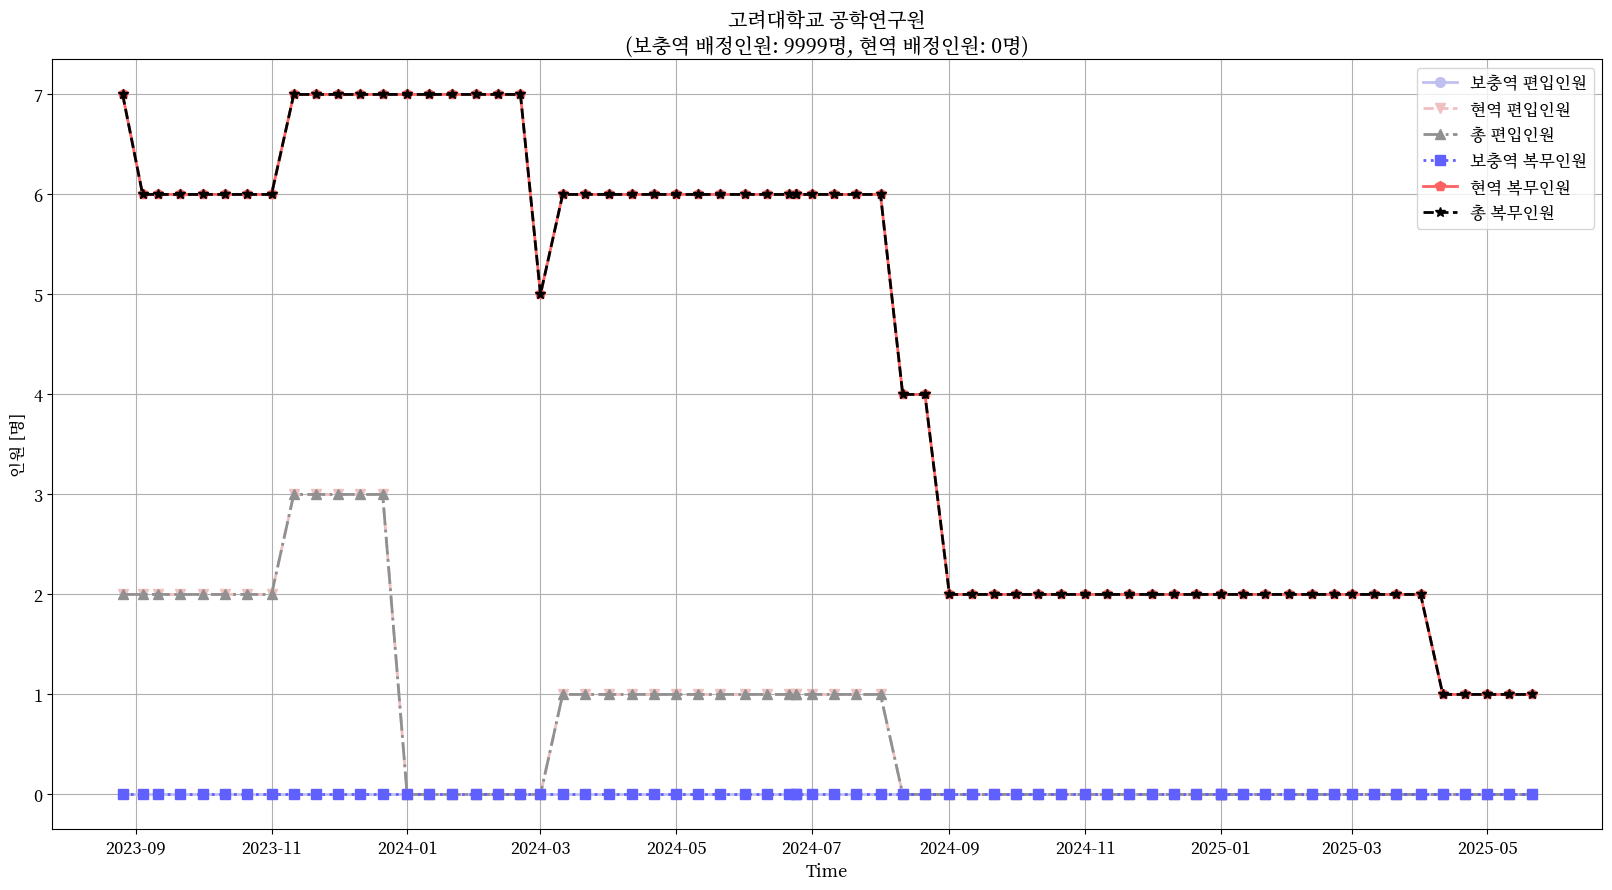 고려대학교 공학연구원
(보충역 배정인원: 9999명, 현역 배정인원: 0명)
보충역 편입인원
현역 편입인원
총 편입인원
보충역 복무인원
현역 복무인원
총 복무인원
7
6
5
4
3
2
1
0
인원 [명]
2023-09 2023-11 2024-01 2024-03 2024-05 2024-07 2024-09 2024-11 2025-01 2025-03 2025-05
Time